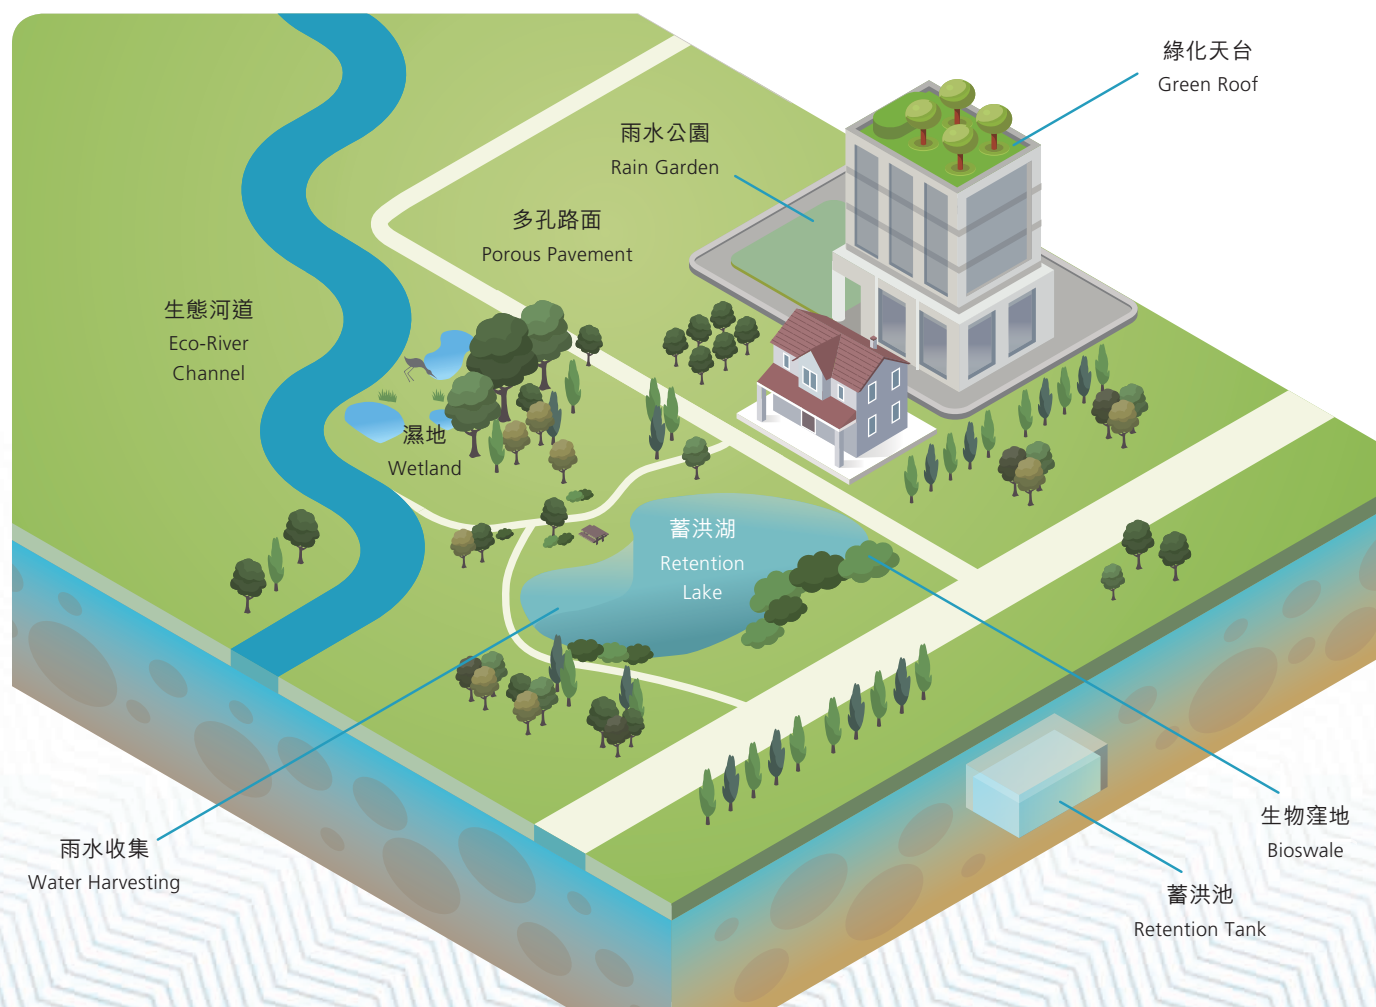 綠化天台
Green Roof
雨水公園
Rain Garden
多孔路面
Porous Pavement
生態河道
Eco-River
Channel
濕地
Wetland
蓄洪湖
Retention
Lake
雨水收集
Water Harvesting
生物窪地
Bioswale
蓄洪池
Retention Tank